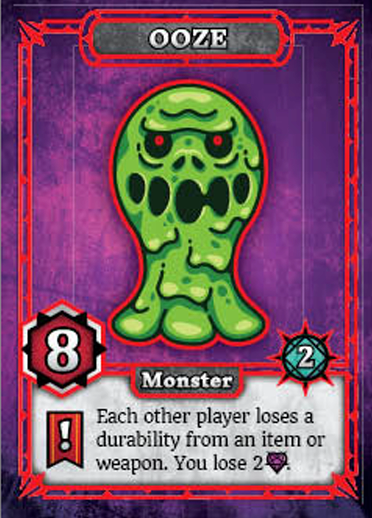 OOZE
8
2
Monster
!
Each other player loses a
durability from an item or
weapon. You lose 2.